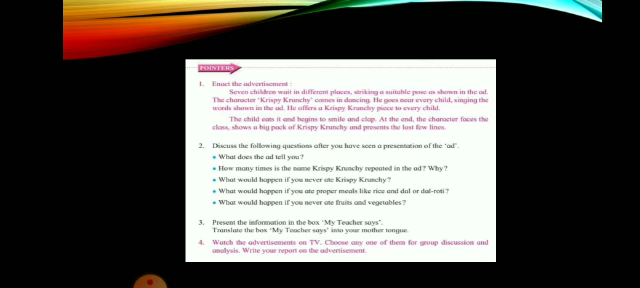 POINTERS
1. Enact the advertisement :
Seven children wait in different places, striking a suitable pose as shown in the ad.
The character 'Krispy Krunchy' comes in dancing. He goes near every child, singing the
words shown in the ad. He offers a Krispy Krunchy piece to every child.
The child eats it and begins to smile and clap. At the end, the character faces the
class, shows a big pack of Krispy Krunchy and presents the last few lines.
2. Discuss the following questions after you have seen a presentation of the 'ad'.
• What does the ad tell you?
• How many times is the name Krispy Krunchy repeated in the ad? Why?
• What would happen if you never ate Krispy Krunchy?
• What would happen if you ate proper meals like rice and dal or dal-roti?
• What would happen if you never ate fruits and vegetables?
3. Present the information in the box 'My Teacher says'.
Translate the box 'My Teacher says' into your mother tongue.
4. Watch the advertisements on TV. Choose any one of them for group discussion and
analysis. Write your report on the advertisement.